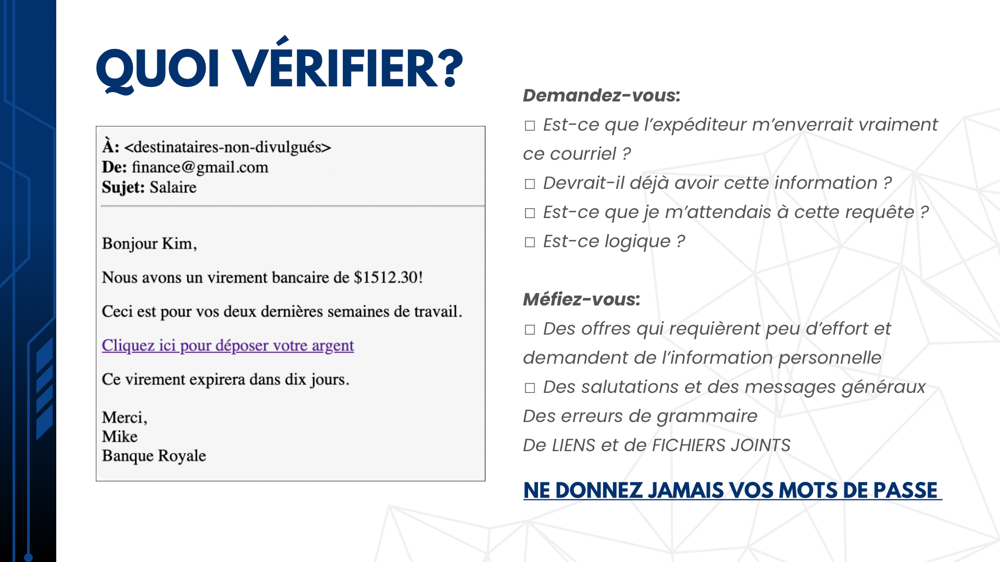 QUOI VÉRIFIER?
À: <destinataires-non-divulgués>
De: finance@gmail.com
Sujet: Salaire
Bonjour Kim,
Nous avons un virement bancaire de $1512.30!
Ceci est pour vos deux dernières semaines de travail.
Cliquez ici pour déposer votre argent
Ce virement expirera dans dix jours.
Merci,
Mike
Banque Royale
Demandez-vous:
□ Est-ce que l’expéditeur m’enverrait vraiment
ce courriel ?
□ Devrait-il déjà avoir cette information ?
□ Est-ce que je m’attendais à cette requête ?
□ Est-ce logique ?
Méfiez-vous:
□ Des offres qui requièrent peu d’effort et
demandent de l’information personnelle
□ Des salutations et des messages généraux
Des erreurs de grammaire
De LIENS et de FICHIERS JOINTS
NE DONNEZ JAMAIS VOS MOTS DE PASSE